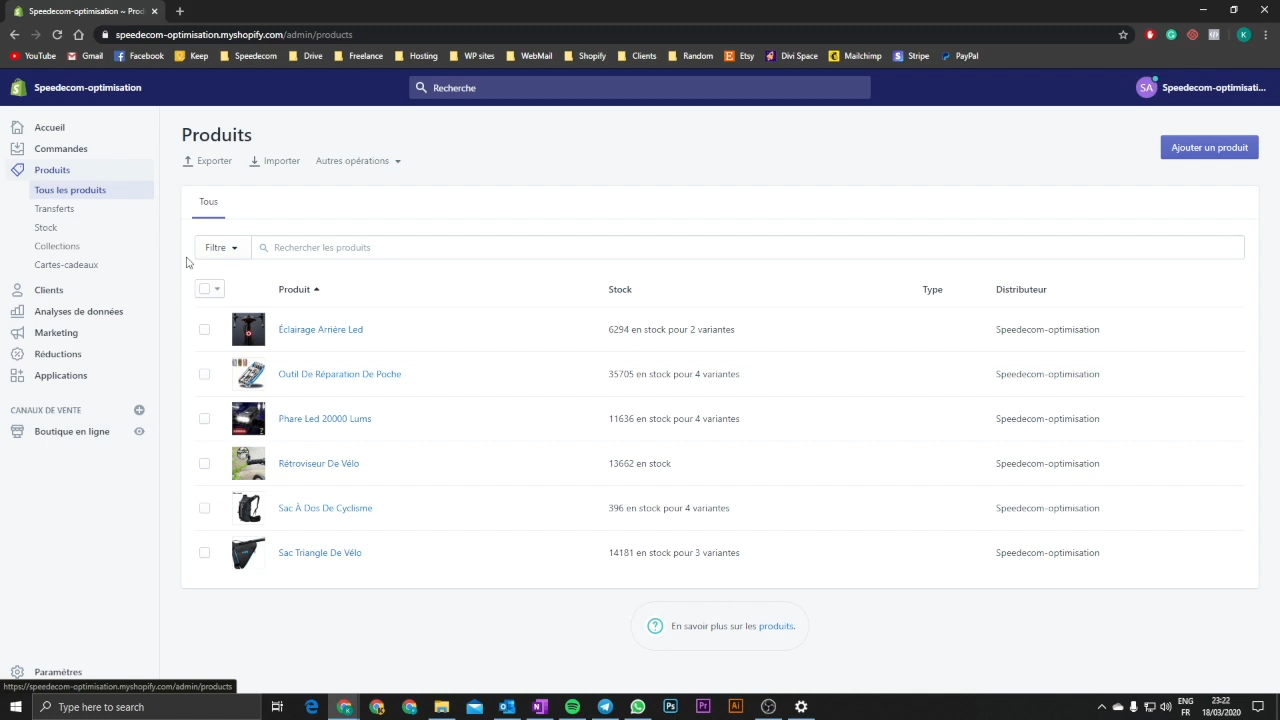 Speedecom-optimisation ~ Prod
speedecom-optimisation.myshopify.com/admin/products
YouTube
Gmail
Facebook
Keep
Speedecom
Drive
Freelance
Hosting
WP sites
WebMail
Shopify
Clients
Random
Etsy
Divi Space
Mailchimp
Stripe
PayPal
K
Speedecom-optimisation
Recherche
SA
Speedecom-optimisati...
Accueil
Commandes
Produits
Tous les produits
Transferts
Stock
Collections
Cartes-cadeaux
Clients
Analyses de données
Marketing
Réductions
Applications
CANAUX DE VENTE
Boutique en ligne
Paramètres
Produits
Exporter
Importer
Autres opérations
Ajouter un produit
Tous
Filtre
Rechercher les produits
Produit
Stock
Type
Distributeur
Éclairage Arrière Led
6294 en stock pour 2 variantes
Speedecom-optimisation
Outil De Réparation De Poche
35705 en stock pour 4 variantes
Speedecom-optimisation
Phare Led 20000 Lums
11636 en stock pour 4 variantes
Speedecom-optimisation
Rétroviseur De Vélo
13662 en stock
Speedecom-optimisation
Sac À Dos De Cyclisme
396 en stock pour 4 variantes
Speedecom-optimisation
Sac Triangle De Vélo
14181 en stock pour 3 variantes
Speedecom-optimisation
En savoir plus sur les produits.
https://speedecom-optimisation.myshopify.com/admin/products
Type here to search
Ps
Pr
Ai
ENG
FR
23:22
18/03/2020